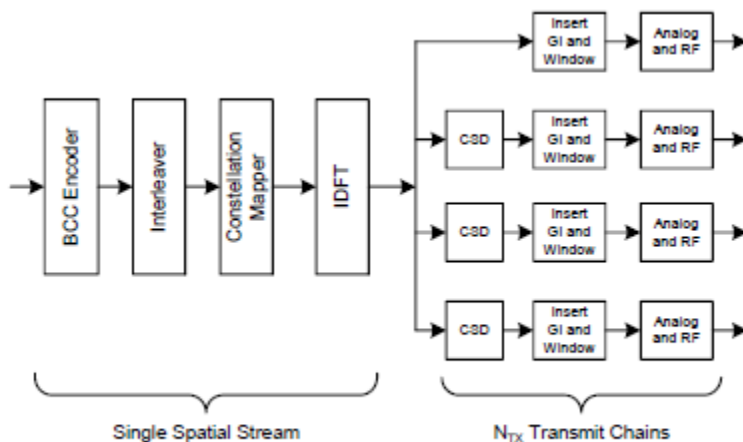 Insert
GI and
Window
Analog
and RF
BCC Encoder
Interleaver
Constellation
Mapper
IDFT
CSD
Insert
GI and
Window
Analog
and RF
CSD
Insert
GI and
Window
Analog
and RF
CSD
Insert
GI and
Window
Analog
and RF
Single Spatial Stream
N_TX Transmit Chains